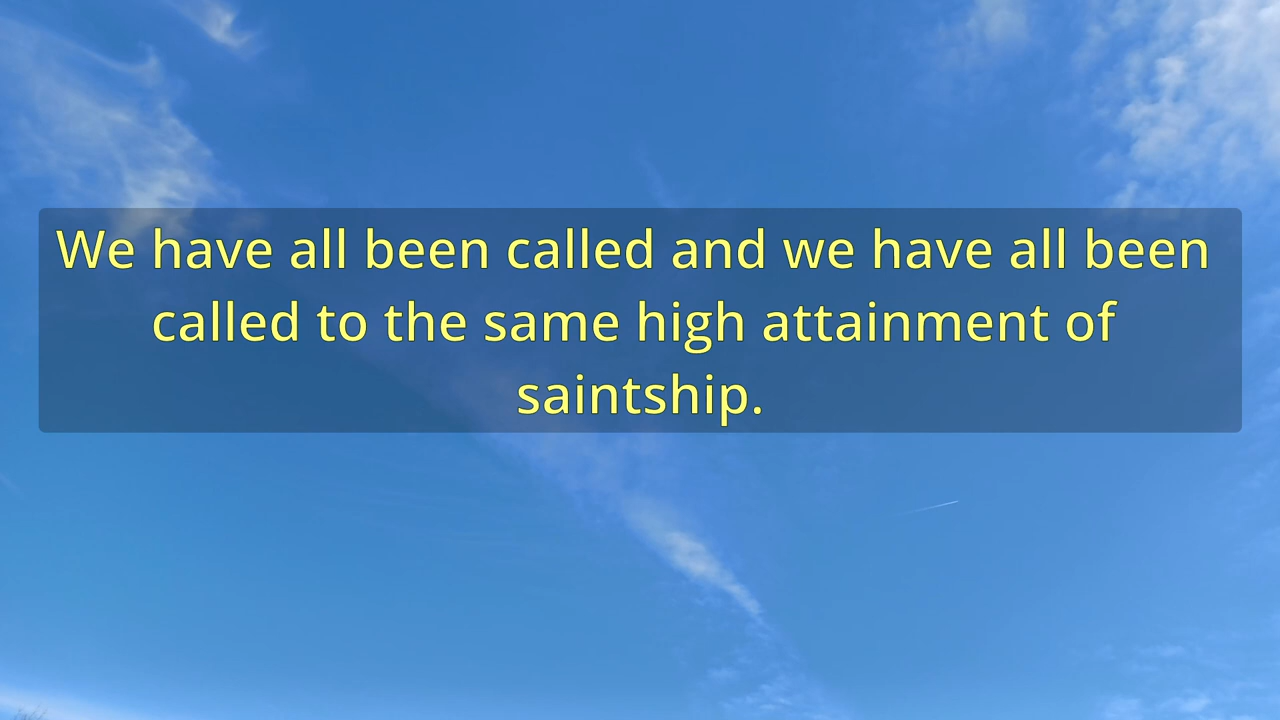 We have all been called and we have all been
called to the same high attainment of
saintship.